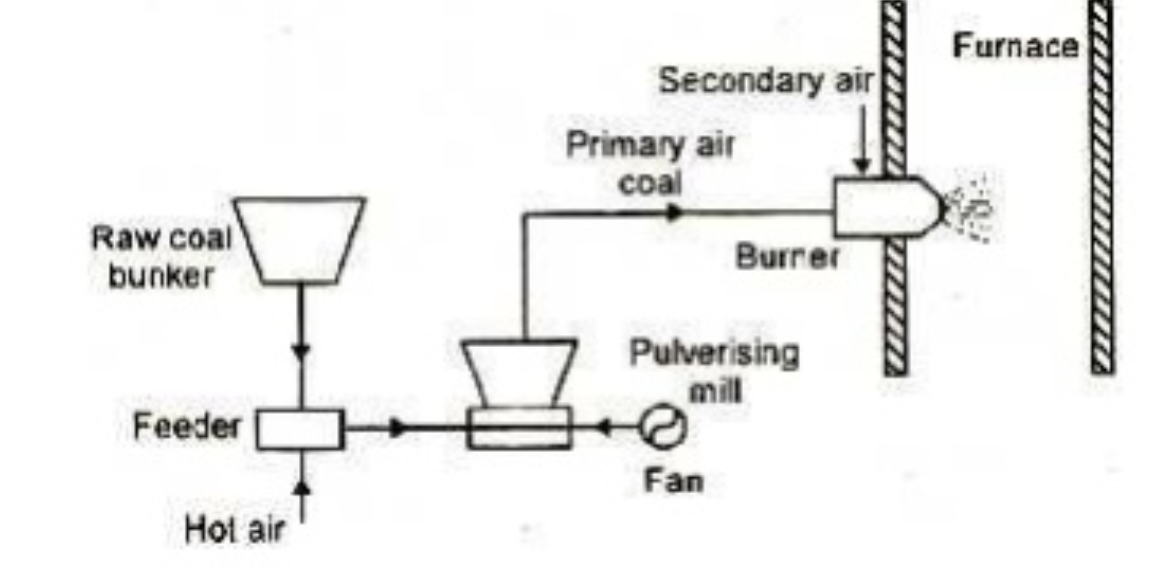 Furnace
Secondary air
Primary air
coal
Raw coal
bunker
Burner
Pulverising
mill
Feeder
Fan
Hot air